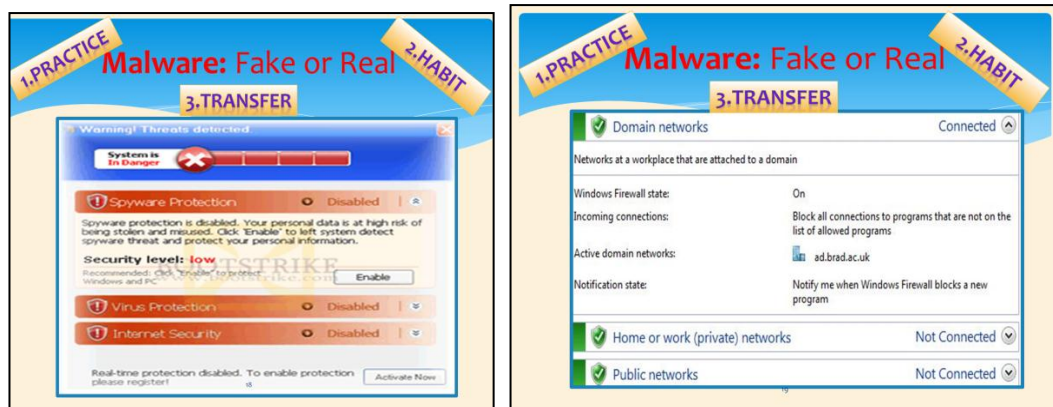 1.PRACTICE
2.HABIT
Malware: Fake or Real
3.TRANSFER
Warning! Threats detected.
System is
In Danger
Spyware Protection Disabled
Spyware protection is disabled. Your personal data is at high risk of
being stolen and misused. Click 'Enable' to left system detect
spyware threat and protect your personal information.
Security level: low
Recommended: Click "Enable" to protect
Windows and PC
Enable
BOOTSTRIKE
www.bootstrike.com
Virus Protection Disabled
Internet Security Disabled
Real-time protection disabled. To enable protection
please register!
Activate Now
18
1.PRACTICE
2.HABIT
Malware: Fake or Real
3.TRANSFER
Domain networks Connected
Networks at a workplace that are attached to a domain
Windows Firewall state: On
Incoming connections: Block all connections to programs that are not on the
list of allowed programs
Active domain networks: ad.brad.ac.uk
Notification state: Notify me when Windows Firewall blocks a new
program
Home or work (private) networks Not Connected
Public networks Not Connected
19